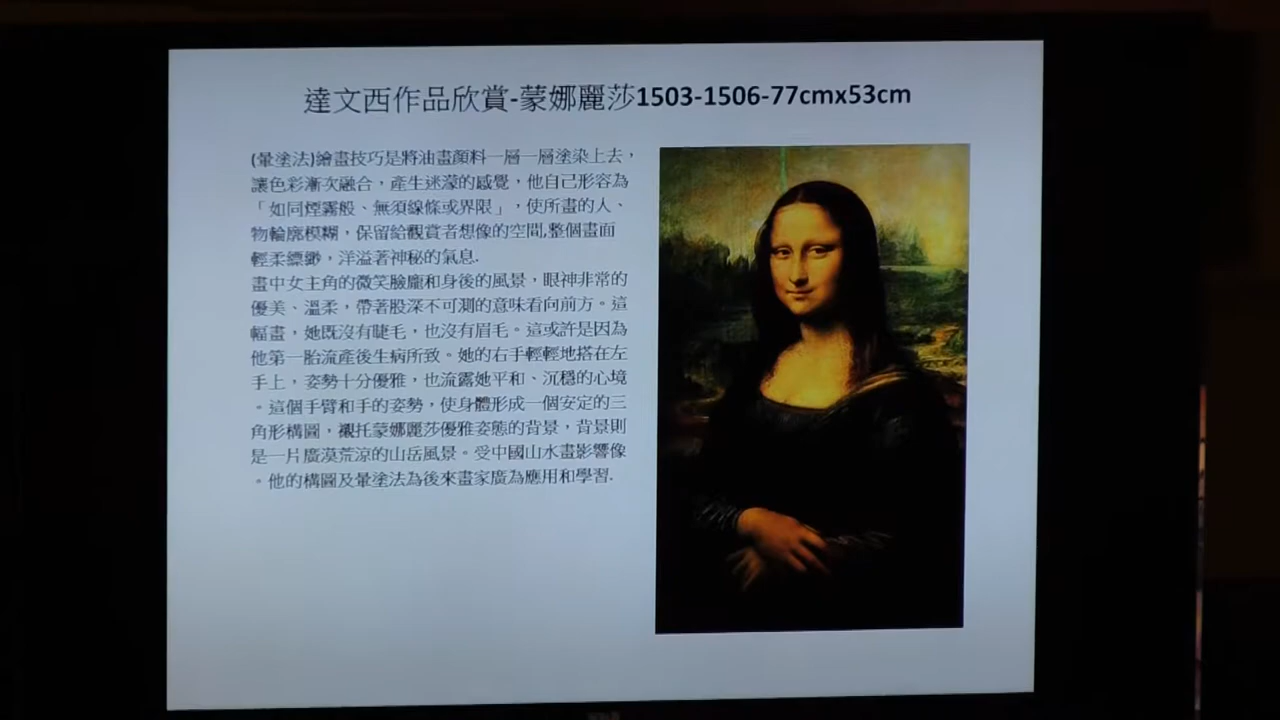 達文西作品欣賞-蒙娜麗莎1503-1506-77cmx53cm
(暈塗法)繪畫技巧是將油畫顏料一層一層塗染上去，
讓色彩漸次融合，產生迷濛的感覺，他自己形容為
「如同煙霧般、無須線條或界限」，使所畫的人、
物輪廓模糊，保留給觀賞者想像的空間,整個畫面
輕柔縹緲，洋溢著神秘的氣息.
畫中女主角的微笑臉龐和身後的風景，眼神非常的
優美、溫柔，帶著股深不可測的意味看向前方。這
幅畫，她既沒有睫毛，也沒有眉毛。這或許是因為
他第一胎流產後生病所致。她的右手輕輕地搭在左
手上，姿勢十分優雅，也流露她平和、沉穩的心境
。這個手臂和手的姿勢，使身體形成一個安定的三
角形構圖，襯托蒙娜麗莎優雅姿態的背景，背景則
是一片廣漠荒涼的山岳風景。受中國山水畫影響像
。他的構圖及暈塗法為後來畫家廣為應用和學習.